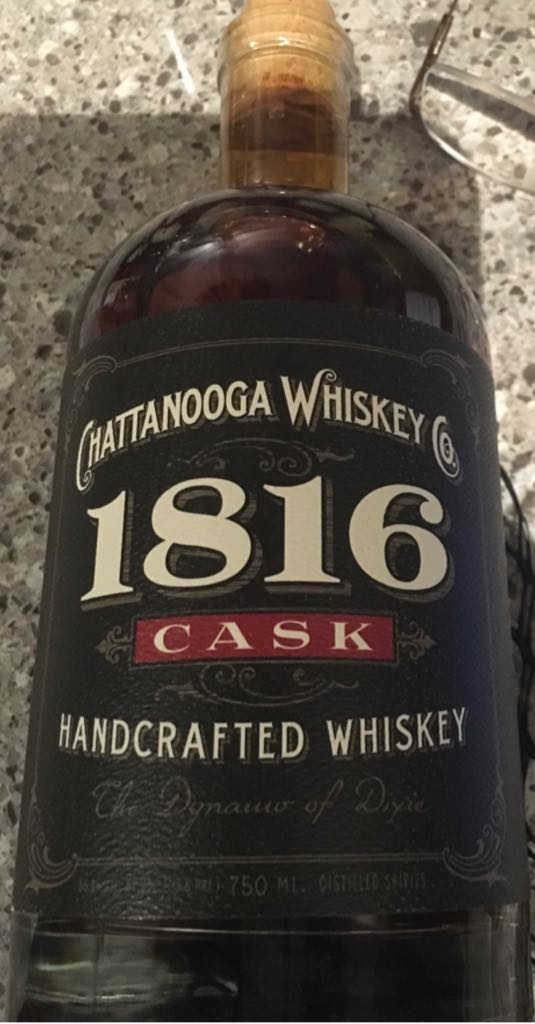 CHATTANOOGA WHISKEY Co.
1816
CASK
HANDCRAFTED WHISKEY
The Dynamo of Dixie
750 ML. DISTILLED SPIRITS